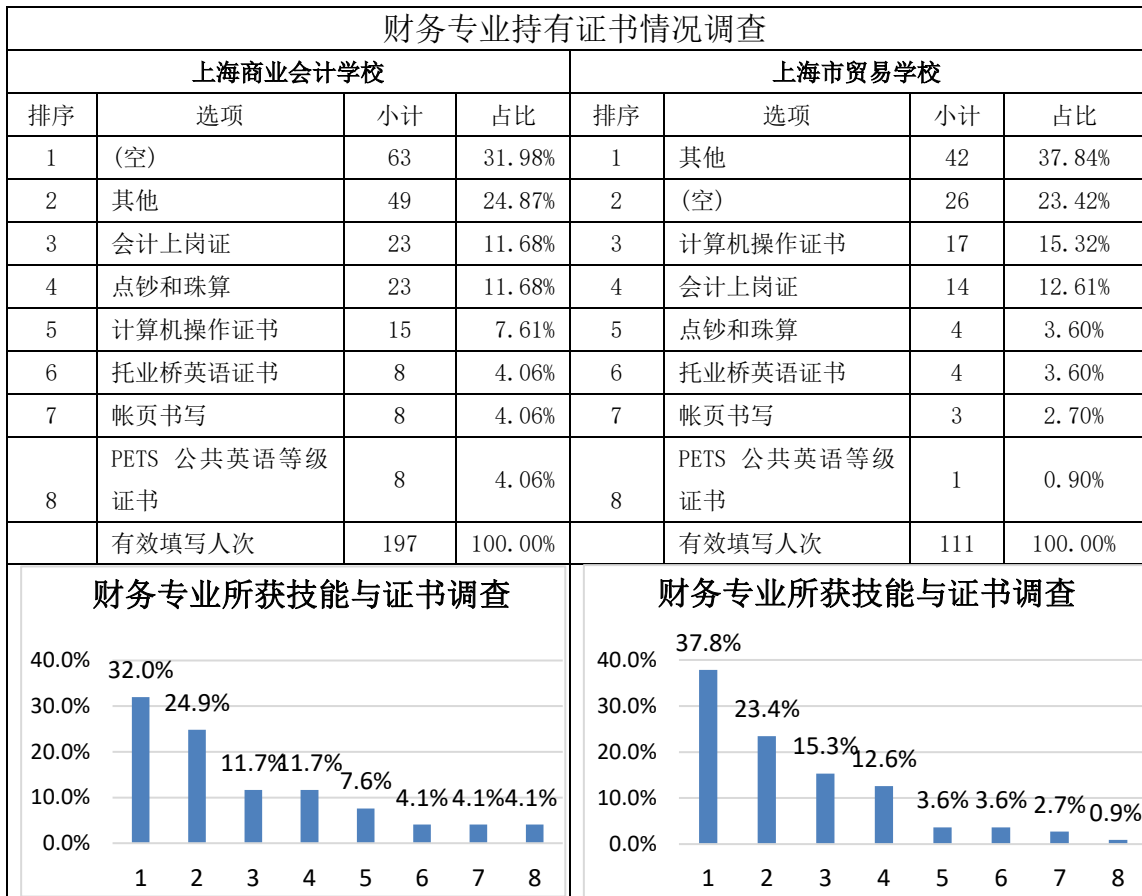 财务专业持有证书情况调查
上海商业会计学校 上海市贸易学校
排序 选项 小计 占比 排序 选项 小计 占比
1 (空) 63 31.98% 1 其他 42 37.84%
2 其他 49 24.87% 2 (空) 26 23.42%
3 会计上岗证 23 11.68% 3 计算机操作证书 17 15.32%
4 点钞和珠算 23 11.68% 4 会计上岗证 14 12.61%
5 计算机操作证书 15 7.61% 5 点钞和珠算 4 3.60%
6 托业桥英语证书 8 4.06% 6 托业桥英语证书 4 3.60%
7 帐页书写 8 4.06% 7 帐页书写 3 2.70%
PETS 公共英语等级 PETS 公共英语等级
8 证书 8 4.06% 8 证书 1 0.90%
有效填写人次 197 100.00% 有效填写人次 111 100.00%
财务专业所获技能与证书调查
40.0%
30.0%
20.0%
10.0%
0.0%
32.0% 24.9% 11.7% 11.7% 7.6% 4.1% 4.1% 4.1%
1 2 3 4 5 6 7 8
财务专业所获技能与证书调查
40.0%
30.0%
20.0%
10.0%
0.0%
37.8% 23.4% 15.3% 12.6% 3.6% 3.6% 2.7% 0.9%
1 2 3 4 5 6 7 8